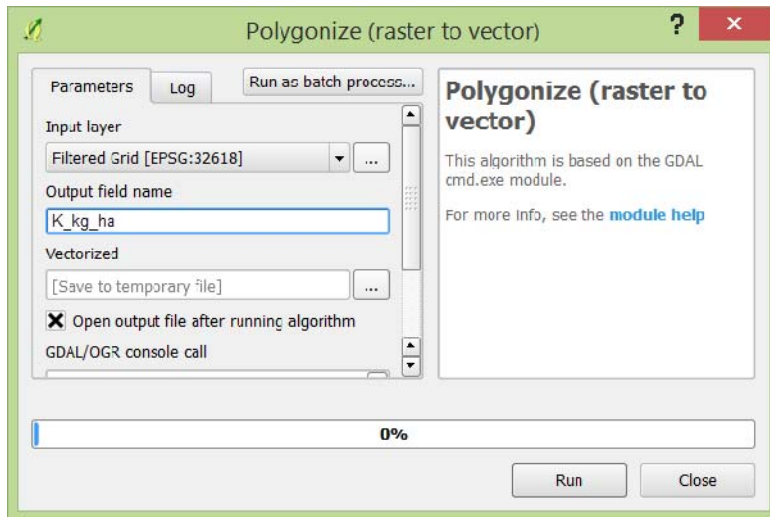 Polygonize (raster to vector)
?
Parameters
Log
Run as batch process...
Input layer
Filtered Grid [EPSG:32618]
...
Output field name
K_kg_ha
Vectorized
[Save to temporary file]
...
Open output file after running algorithm
GDAL/OGR console call
Polygonize (raster to
vector)
This algorithm is based on the GDAL
cmd.exe module.
For more info, see the module help
0%
Run
Close